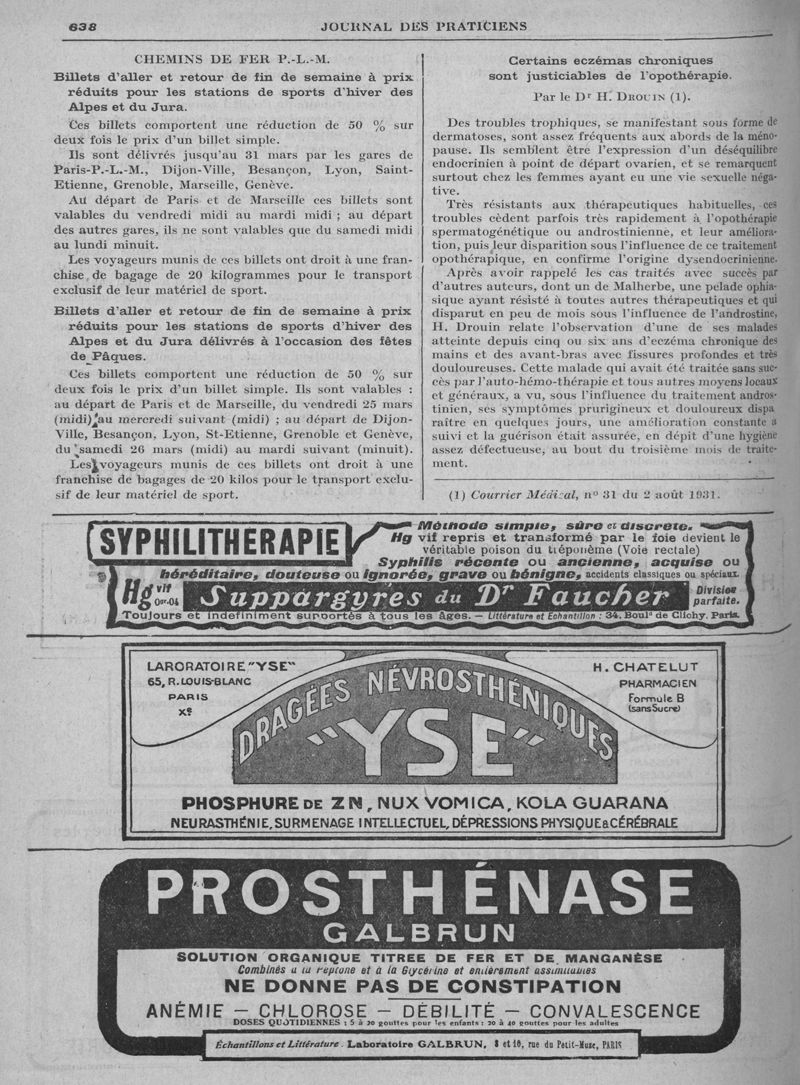 638
JOURNAL DES PRATICIENS
CHEMINS DE FER P.-L.-M.
Billets d'aller et retour de fin de semaine à prix
réduits pour les stations de sports d'hiver des
Alpes et du Jura.
Ces billets comportent une réduction de 50 % sur
deux fois le prix d'un billet simple.
Ils sont délivrés jusqu'au 31 mars par les gares de
Paris-P.-L.-M., Dijon-Ville, Besançon, Lyon, Saint-
Etienne, Grenoble, Marseille, Genève.
Au départ de Paris et de Marseille ces billets sont
valables du vendredi midi au mardi midi ; au départ
des autres gares, ils ne sont valables que du samedi midi
au lundi minuit.
Les voyageurs munis de ces billets ont droit à une fran-
chise de bagage de 20 kilogrammes pour le transport
exclusif de leur matériel de sport.
Billets d'aller et retour de fin de semaine à prix
réduits pour les stations de sports d'hiver des
Alpes et du Jura délivrés à l'occasion des fêtes
de Pâques.
Ces billets comportent une réduction de 50 % sur
deux fois le prix d'un billet simple. Ils sont valables :
au départ de Paris et de Marseille, du vendredi 25 mars
(midi) au mercredi suivant (midi) ; au départ de Dijon-
Ville, Besançon, Lyon, St-Etienne, Grenoble et Genève,
du samedi 26 mars (midi) au mardi suivant (minuit).
Les voyageurs munis de ces billets ont droit à une
franchise de bagages de 20 kilos pour le transport exclu-
sif de leur matériel de sport.
Certains eczémas chroniques
sont justiciables de l'opothérapie.
Par le Dr H. DROUIN (1).
Des troubles trophiques, se manifestant sous forme de
dermatoses, sont assez fréquents aux abords de la méno-
pause. Ils semblent être l'expression d'un déséquilibre
endocrinien à point de départ ovarien, et se remarquent
surtout chez les femmes ayant eu une vie sexuelle néga-
tive.
Très résistants aux thérapeutiques habituelles, ces
troubles cèdent parfois très rapidement à l'opothérapie
spermatogénétique ou androstinienne, et leur améliora-
tion, puis leur disparition sous l'influence de ce traitement
opothérapique, en confirme l'origine dysendocrinienne.
Après avoir rappelé les cas traités avec succès par
d'autres auteurs, dont un de Malherbe, une pelade ophia-
sique ayant résisté à toutes autres thérapeutiques et qui
disparut en peu de mois sous l'influence de l'androstine,
H. Drouin relate l'observation d'une de ses malades
atteinte depuis cinq ou six ans d'eczéma chronique des
mains et des avant-bras avec fissures profondes et très
douloureuses. Cette malade qui avait été traitée sans suc-
cès par l'auto-hémo-thérapie et tous autres moyens locaux
et généraux, a vu, sous l'influence du traitement andros-
tinien, ses symptômes prurigineux et douloureux dispa
raître en quelques jours, une amélioration constante a
suivi et la guérison était assurée, en dépit d'une hygiène
assez défectueuse, au bout du troisième mois de traite-
ment.
(1) Courrier Médical, no 31 du 2 août 1931.
SYPHILITHERAPIE
Méthode simple, sûre et discrete.
Hg vif repris et transformé par le foie devient le
véritable poison du tréponème (Voie rectale)
Syphilis récente ou ancienne, acquise ou
héréditaire, douteuse ou ignorée, grave ou bénigne, accidents classiques ou spéciaux.
Hg vif 0gr.04 Suppargyres du Dr Faucher Division parfaite.
Toujours et indéfiniment supportés à tous les âges. — Littérature et Echantillon : 34. Boulᵈ de Clichy. Paris.
LARORATOIRE "YSE"
65, R. LOUIS-BLANC
PARIS
Xe
H. CHATELUT
PHARMACIEN
Formule B
(sans Sucre)
DRAGÉES NÉVROSTHÉNIQUES
"YSE"
PHOSPHURE DE ZN, NUX VOMICA, KOLA GUARANA
NEURASTHÉNIE, SURMENAGE INTELLECTUEL, DÉPRESSIONS PHYSIQUE & CÉRÉBRALE
PROSTHÉNASE
GALBRUN
SOLUTION ORGANIQUE TITREE DE FER ET DE MANGANÈSE
Combinés à la peptone et à la Glycérine et entièrement assimilables
NE DONNE PAS DE CONSTIPATION
ANÉMIE — CHLOROSE — DÉBILITÉ — CONVALESCENCE
DOSES QUOTIDIENNES : 5 à 20 gouttes pour les enfants : 20 à 40 gouttes pour les adultes
Échantillons et Littérature. Laboratoire GALBRUN, 8 et 10, rue du Petit-Musc, PARIS